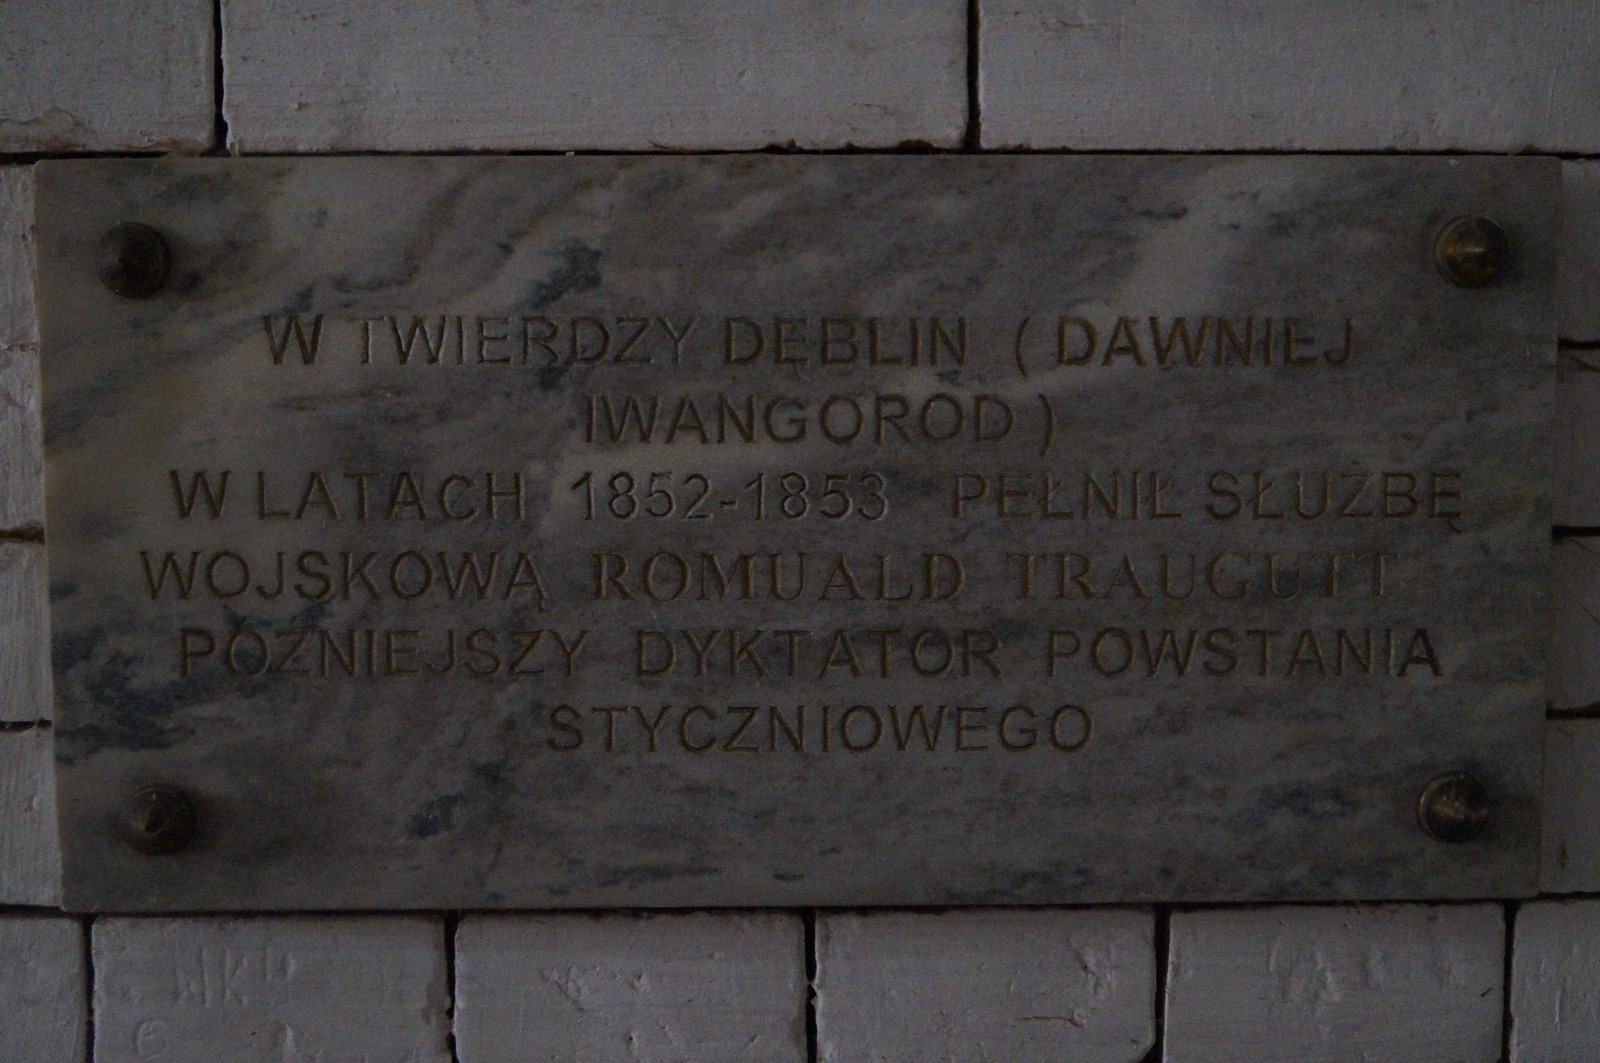 W TWIERDZY DĘBLIN ( DAWNIEJ
IWANGOROD )
W LATACH 1852-1853 PEŁNIŁ SŁUŻBĘ
WOJSKOWĄ ROMUALD TRAUGUTT
PÓŹNIEJSZY DYKTATOR POWSTANIA
STYCZNIOWEGO